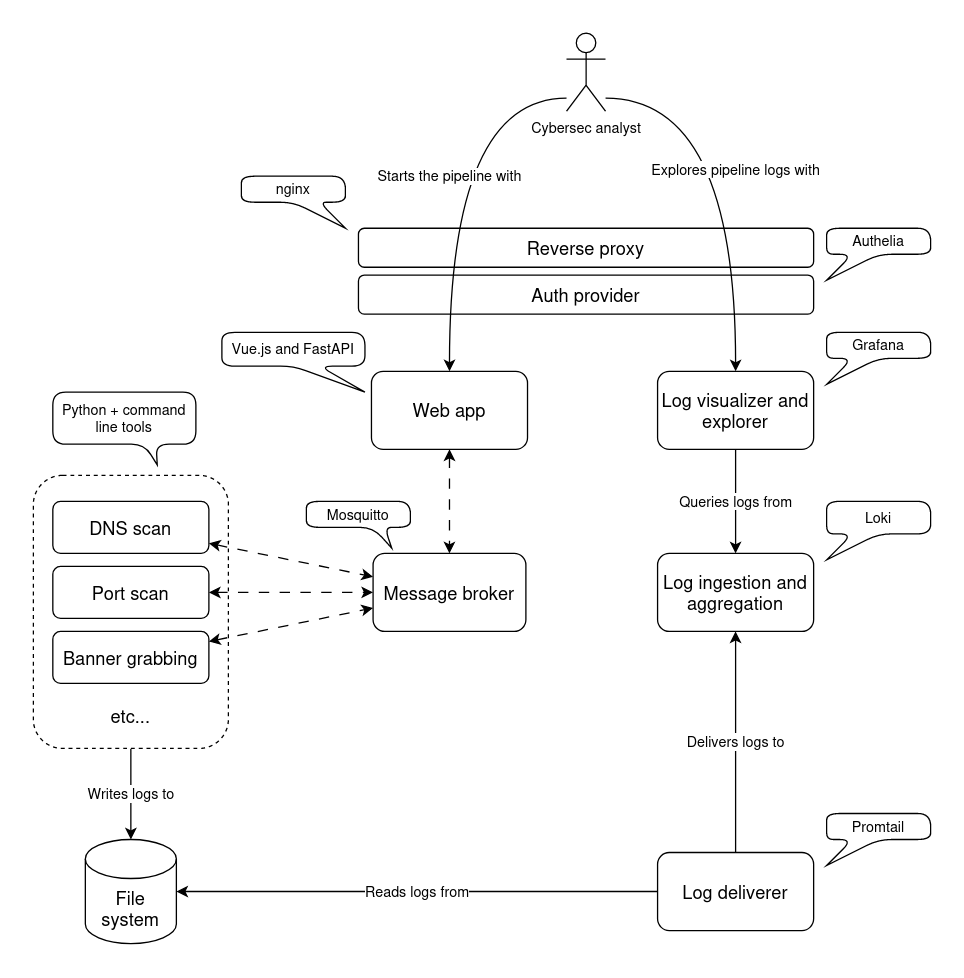 Cybersec analyst
Starts the pipeline with
Explores pipeline logs with
nginx
Reverse proxy
Authelia
Auth provider
Vue.js and FastAPI
Grafana
Web app
Log visualizer and
explorer
Python + command
line tools
Mosquitto
Queries logs from
Loki
DNS scan
Port scan
Banner grabbing
etc...
Message broker
Log ingestion and
aggregation
Delivers logs to
Writes logs to
Promtail
File
system
Reads logs from
Log deliverer